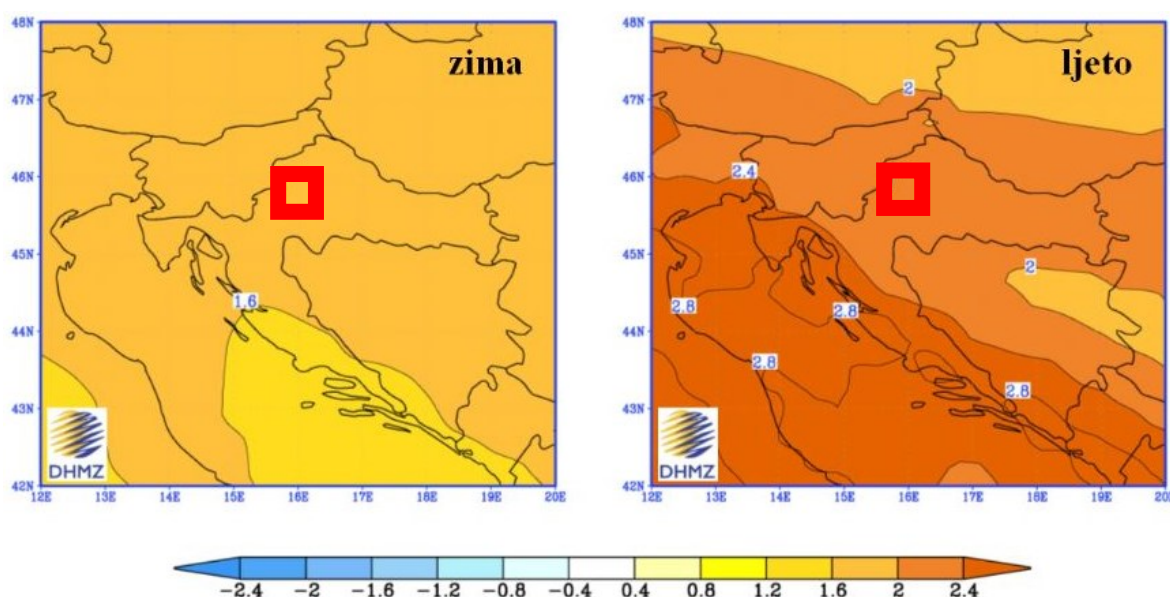 48N
47N
46N
45N
44N
43N
42N
12E 13E 14E 15E 16E 17E 18E 19E 20E
zima
1.6
DHMZ
48N
47N
46N
45N
44N
43N
42N
12E 13E 14E 15E 16E 17E 18E 19E 20E
ljeto
2
2.4
2
2.8
2.8
2.8
2.8
DHMZ
-2.4 -2 -1.6 -1.2 -0.8 -0.4 0.4 0.8 1.2 1.6 2 2.4